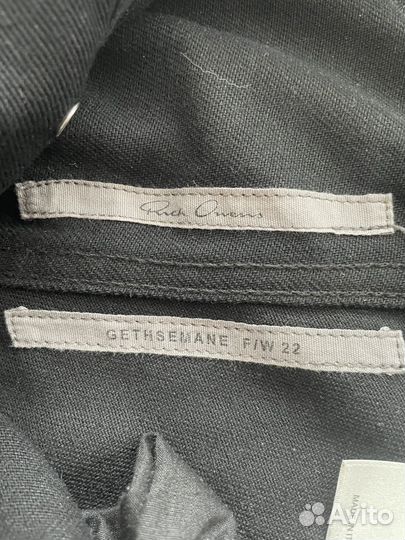 Rick Owens
GETHSEMANE F/W 22
Avito